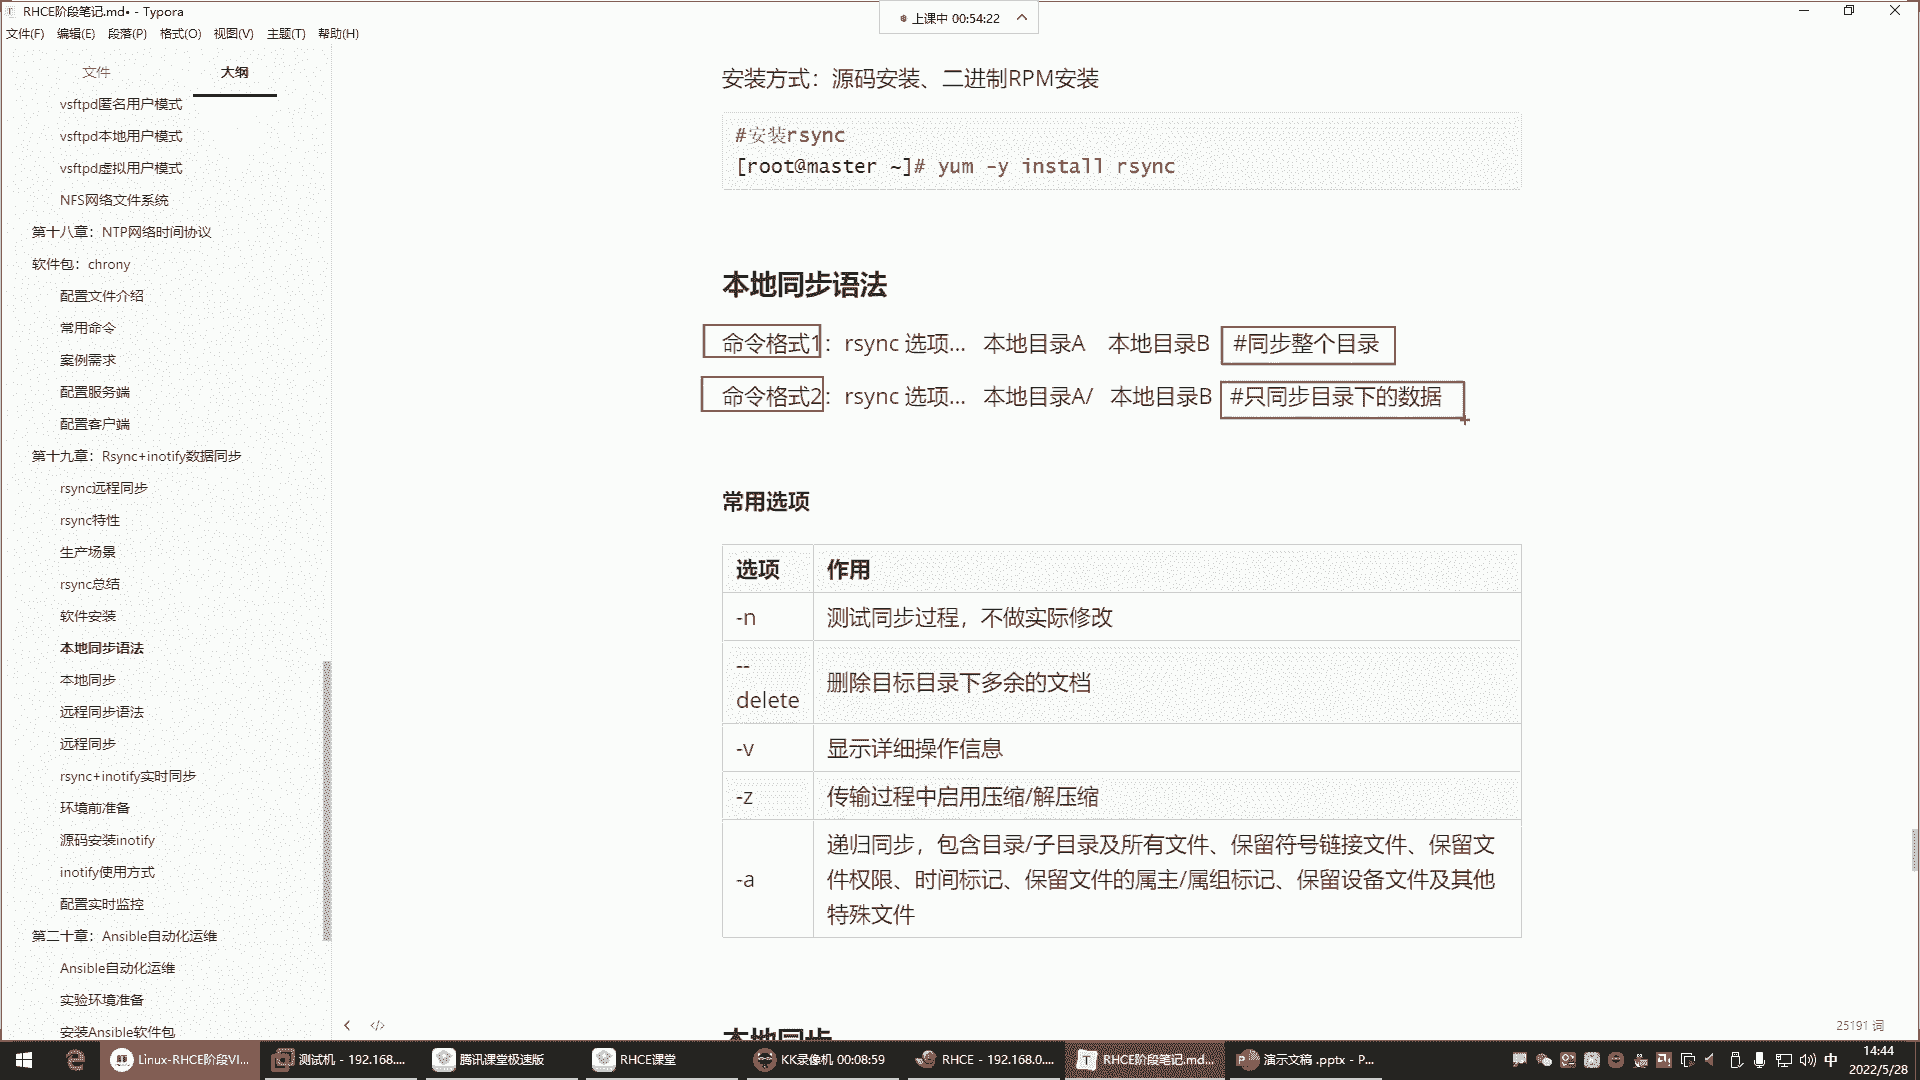 RHCE阶段笔记.md• - Typora
上课中 00:54:22
文件(F) 编辑(E) 段落(P) 格式(O) 视图(V) 主题(T) 帮助(H)
文件 大纲
vsftpd匿名用户模式
vsftpd本地用户模式
vsftpd虚拟用户模式
NFS网络文件系统
第十八章：NTP网络时间协议
软件包：chrony
配置文件介绍
常用命令
案例需求
配置服务端
配置客户端
第十九章：Rsync+inotify数据同步
rsync远程同步
rsync特性
生产场景
rsync总结
软件安装
本地同步语法
本地同步
远程同步语法
远程同步
rsync+inotify实时同步
环境前准备
源码安装inotify
inotify使用方式
配置实时监控
第二十章：Ansible自动化运维
Ansible自动化运维
实验环境准备
安装Ansible软件包
安装方式：源码安装、二进制RPM安装
#安装rsync
[root@master ~]# yum -y install rsync
本地同步语法
命令格式1：rsync 选项... 本地目录A 本地目录B #同步整个目录
命令格式2：rsync 选项... 本地目录A/ 本地目录B #只同步目录下的数据
常用选项
选项 作用
-n 测试同步过程，不做实际修改
--
delete 删除目标目录下多余的文档
-v 显示详细操作信息
-z 传输过程中启用压缩/解压缩
-a 递归同步，包含目录/子目录及所有文件、保留符号链接文件、保留文
件权限、时间标记、保留文件的属主/属组标记、保留设备文件及其他
特殊文件
本地同步
25191 词
Linux-RHCE阶段VI...
测试机 - 192.168....
腾讯课堂极速版
RHCE课堂
KK录像机 00:08:59
RHCE - 192.168.0....
RHCE阶段笔记.md...
演示文稿 .pptx - P...
中
14:44
2022/5/28